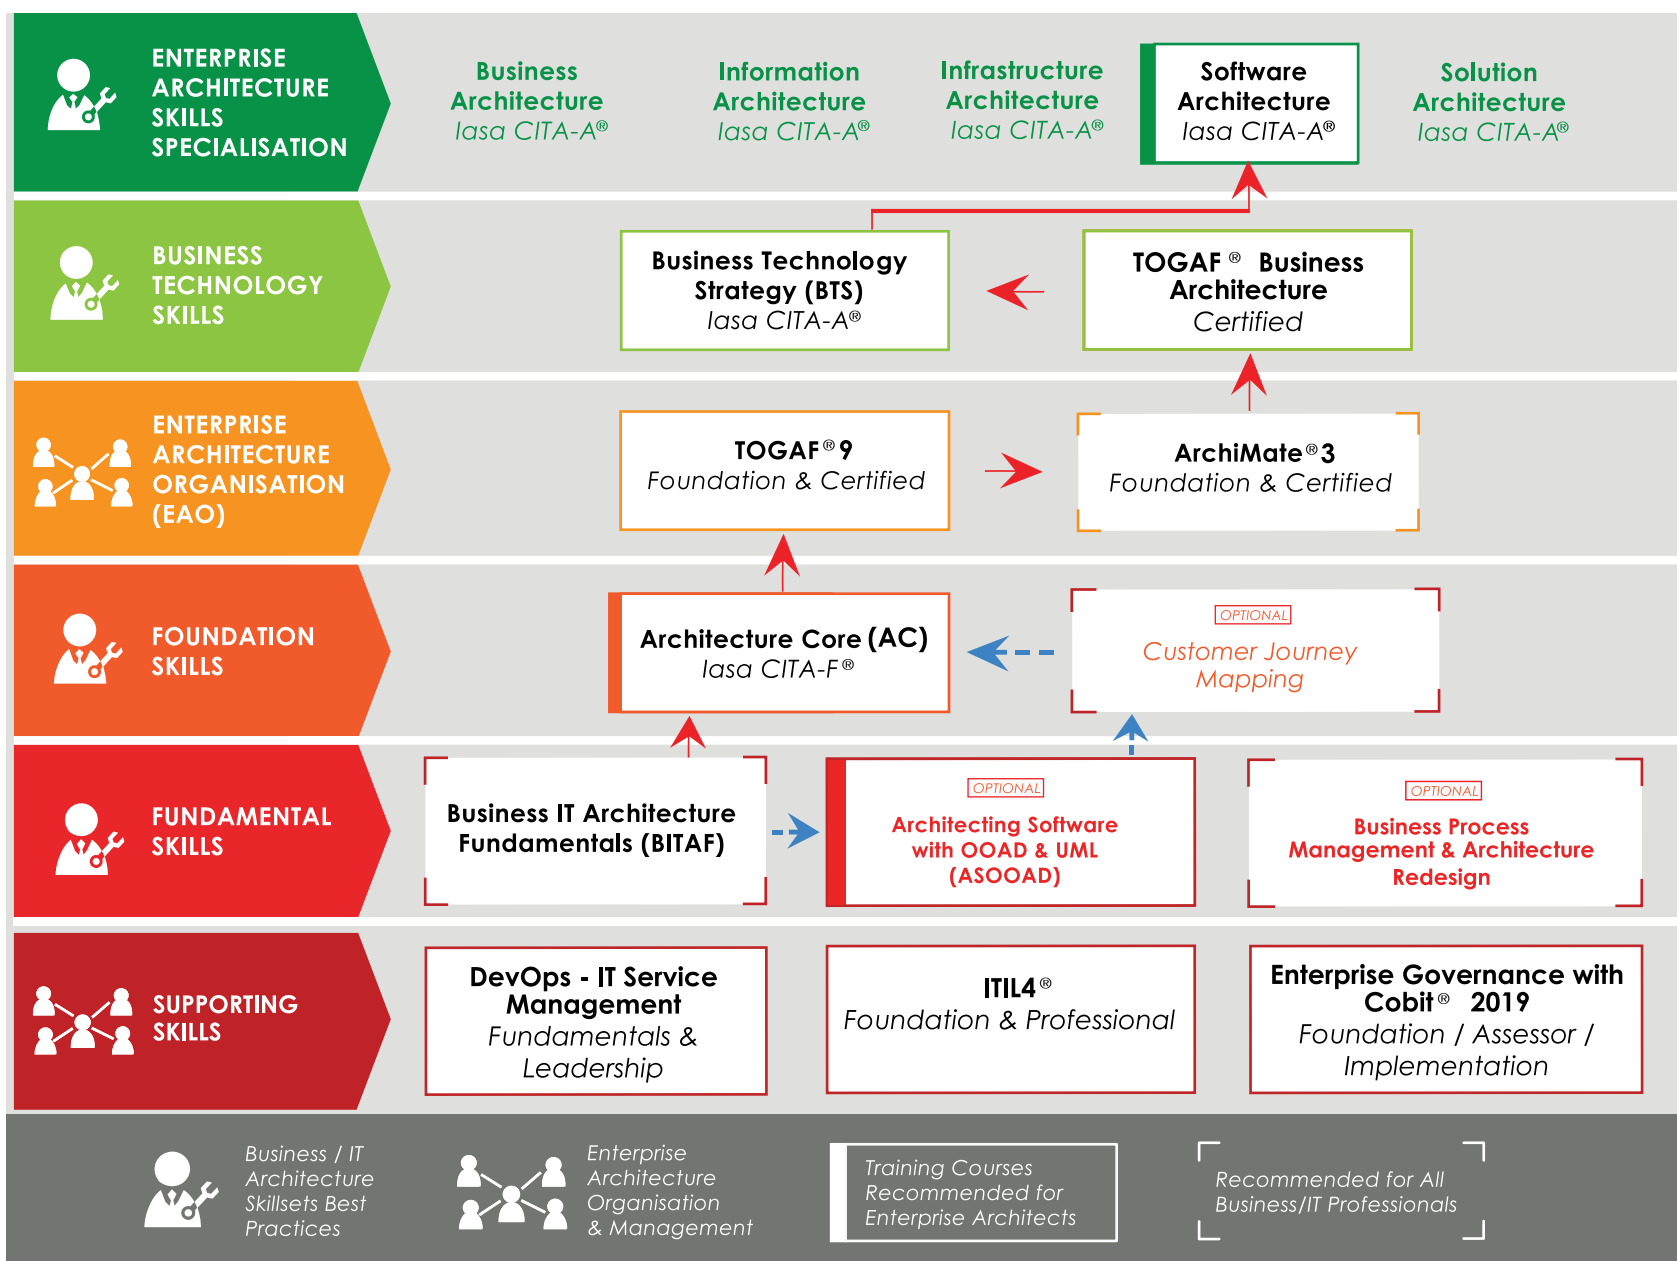 ENTERPRISE
ARCHITECTURE
SKILLS
SPECIALISATION
Business
Architecture
Iasa CITA-A®
Information
Architecture
Iasa CITA-A®
Infrastructure
Architecture
Iasa CITA-A®
Software
Architecture
Iasa CITA-A®
Solution
Architecture
Iasa CITA-A®
BUSINESS
TECHNOLOGY
SKILLS
Business Technology
Strategy (BTS)
Iasa CITA-A®
TOGAF ® Business
Architecture
Certified
ENTERPRISE
ARCHITECTURE
ORGANISATION
(EAO)
TOGAF® 9
Foundation & Certified
ArchiMate® 3
Foundation & Certified
FOUNDATION
SKILLS
Architecture Core (AC)
Iasa CITA-F®
OPTIONAL
Customer Journey
Mapping
FUNDAMENTAL
SKILLS
Business IT Architecture
Fundamentals (BITAF)
OPTIONAL
Architecting Software
with OOAD & UML
(ASOOAD)
OPTIONAL
Business Process
Management & Architecture
Redesign
SUPPORTING
SKILLS
DevOps - IT Service
Management
Fundamentals &
Leadership
ITIL4®
Foundation & Professional
Enterprise Governance with
Cobit® 2019
Foundation / Assessor /
Implementation
Business / IT
Architecture
Skillsets Best
Practices
Enterprise
Architecture
Organisation
& Management
Training Courses
Recommended for
Enterprise Architects
Recommended for All
Business/IT Professionals